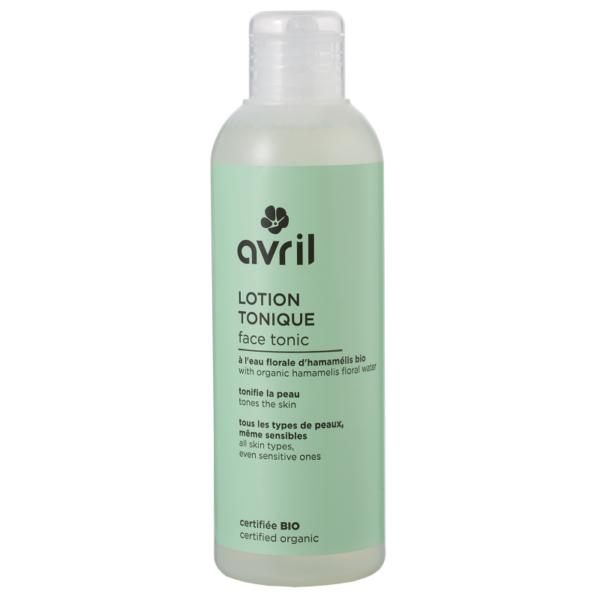 avril
LOTION
TONIQUE
face tonic
à l'eau florale d'hamamélis bio
with organic hamamelis floral water
tonifie la peau
tones the skin
tous les types de peaux,
même sensibles
all skin types,
even sensitive ones
certifiée BIO
certified organic